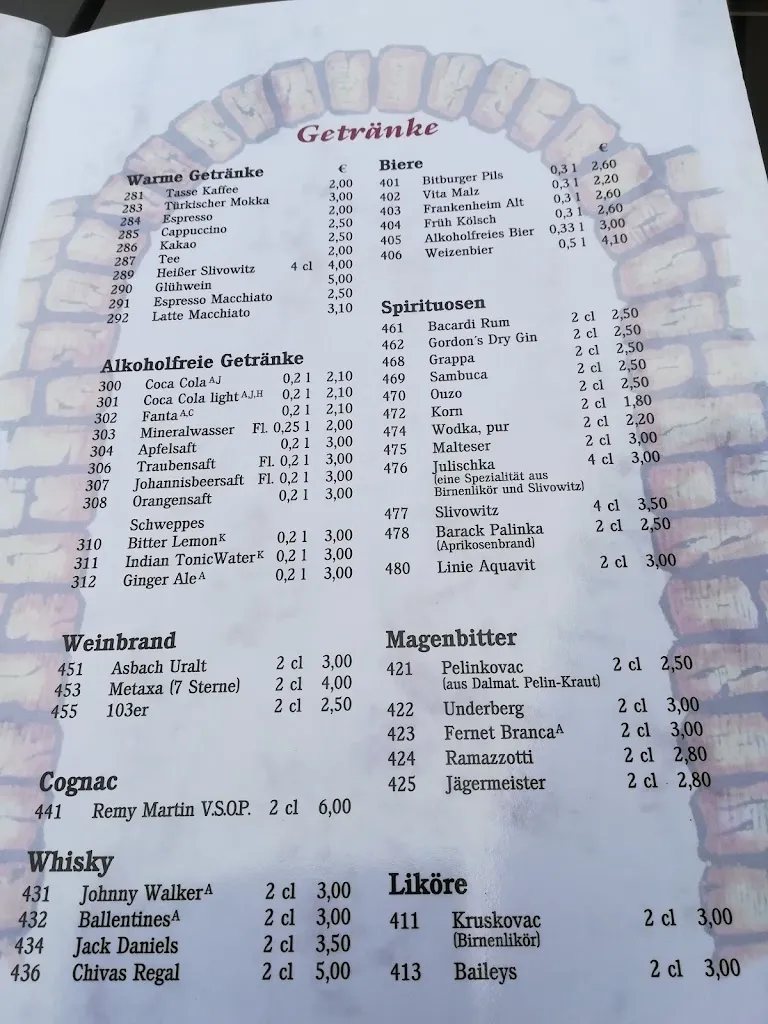 Getränke
Warme Getränke €
281 Tasse Kaffee 2,00
283 Türkischer Mokka 3,00
284 Espresso 2,00
285 Cappuccino 2,50
286 Kakao 2,50
287 Tee 2,00
289 Heißer Slivowitz 4 cl 4,00
290 Glühwein 5,00
291 Espresso Macchiato 2,50
292 Latte Macchiato 3,10
Alkoholfreie Getränke
300 Coca Cola A,J 0,2 l 2,10
301 Coca Cola light A,J,H 0,2 l 2,10
302 Fanta A,C 0,2 l 2,10
303 Mineralwasser Fl. 0,25 l 2,00
304 Apfelsaft 0,2 l 3,00
306 Traubensaft Fl. 0,2 l 3,00
307 Johannisbeersaft Fl. 0,2 l 3,00
308 Orangensaft 0,2 l 3,00
Schweppes
310 Bitter Lemon K 0,2 l 3,00
311 Indian TonicWater K 0,2 l 3,00
312 Ginger Ale A 0,2 l 3,00
Weinbrand
451 Asbach Uralt 2 cl 3,00
453 Metaxa (7 Sterne) 2 cl 4,00
455 103er 2 cl 2,50
Cognac
441 Remy Martin V.S.O.P. 2 cl 6,00
Whisky
431 Johnny Walker A 2 cl 3,00
432 Ballentines A 2 cl 3,00
434 Jack Daniels 2 cl 3,50
436 Chivas Regal 2 cl 5,00
Biere €
401 Bitburger Pils 0,3 l 2,60
402 Vita Malz 0,3 l 2,20
403 Frankenheim Alt 0,3 l 2,60
404 Früh Kölsch 0,3 l 2,60
405 Alkoholfreies Bier 0,33 l 3,00
406 Weizenbier 0,5 l 4,10
Spirituosen
461 Bacardi Rum 2 cl 2,50
462 Gordon's Dry Gin 2 cl 2,50
468 Grappa 2 cl 2,50
469 Sambuca 2 cl 2,50
470 Ouzo 2 cl 2,50
472 Korn 2 cl 1,80
474 Wodka, pur 2 cl 2,20
475 Malteser 2 cl 3,00
476 Julischka 4 cl 3,00
(eine Spezialität aus
Birnenlikör und Slivowitz)
477 Slivowitz 4 cl 3,50
478 Barack Palinka 2 cl 2,50
(Aprikosenbrand)
480 Linie Aquavit 2 cl 3,00
Magenbitter
421 Pelinkovac 2 cl 2,50
(aus Dalmat. Pelin-Kraut)
422 Underberg 2 cl 3,00
423 Fernet Branca A 2 cl 3,00
424 Ramazzotti 2 cl 2,80
425 Jägermeister 2 cl 2,80
Liköre
411 Kruskovac 2 cl 3,00
(Birnenlikör)
413 Baileys 2 cl 3,00